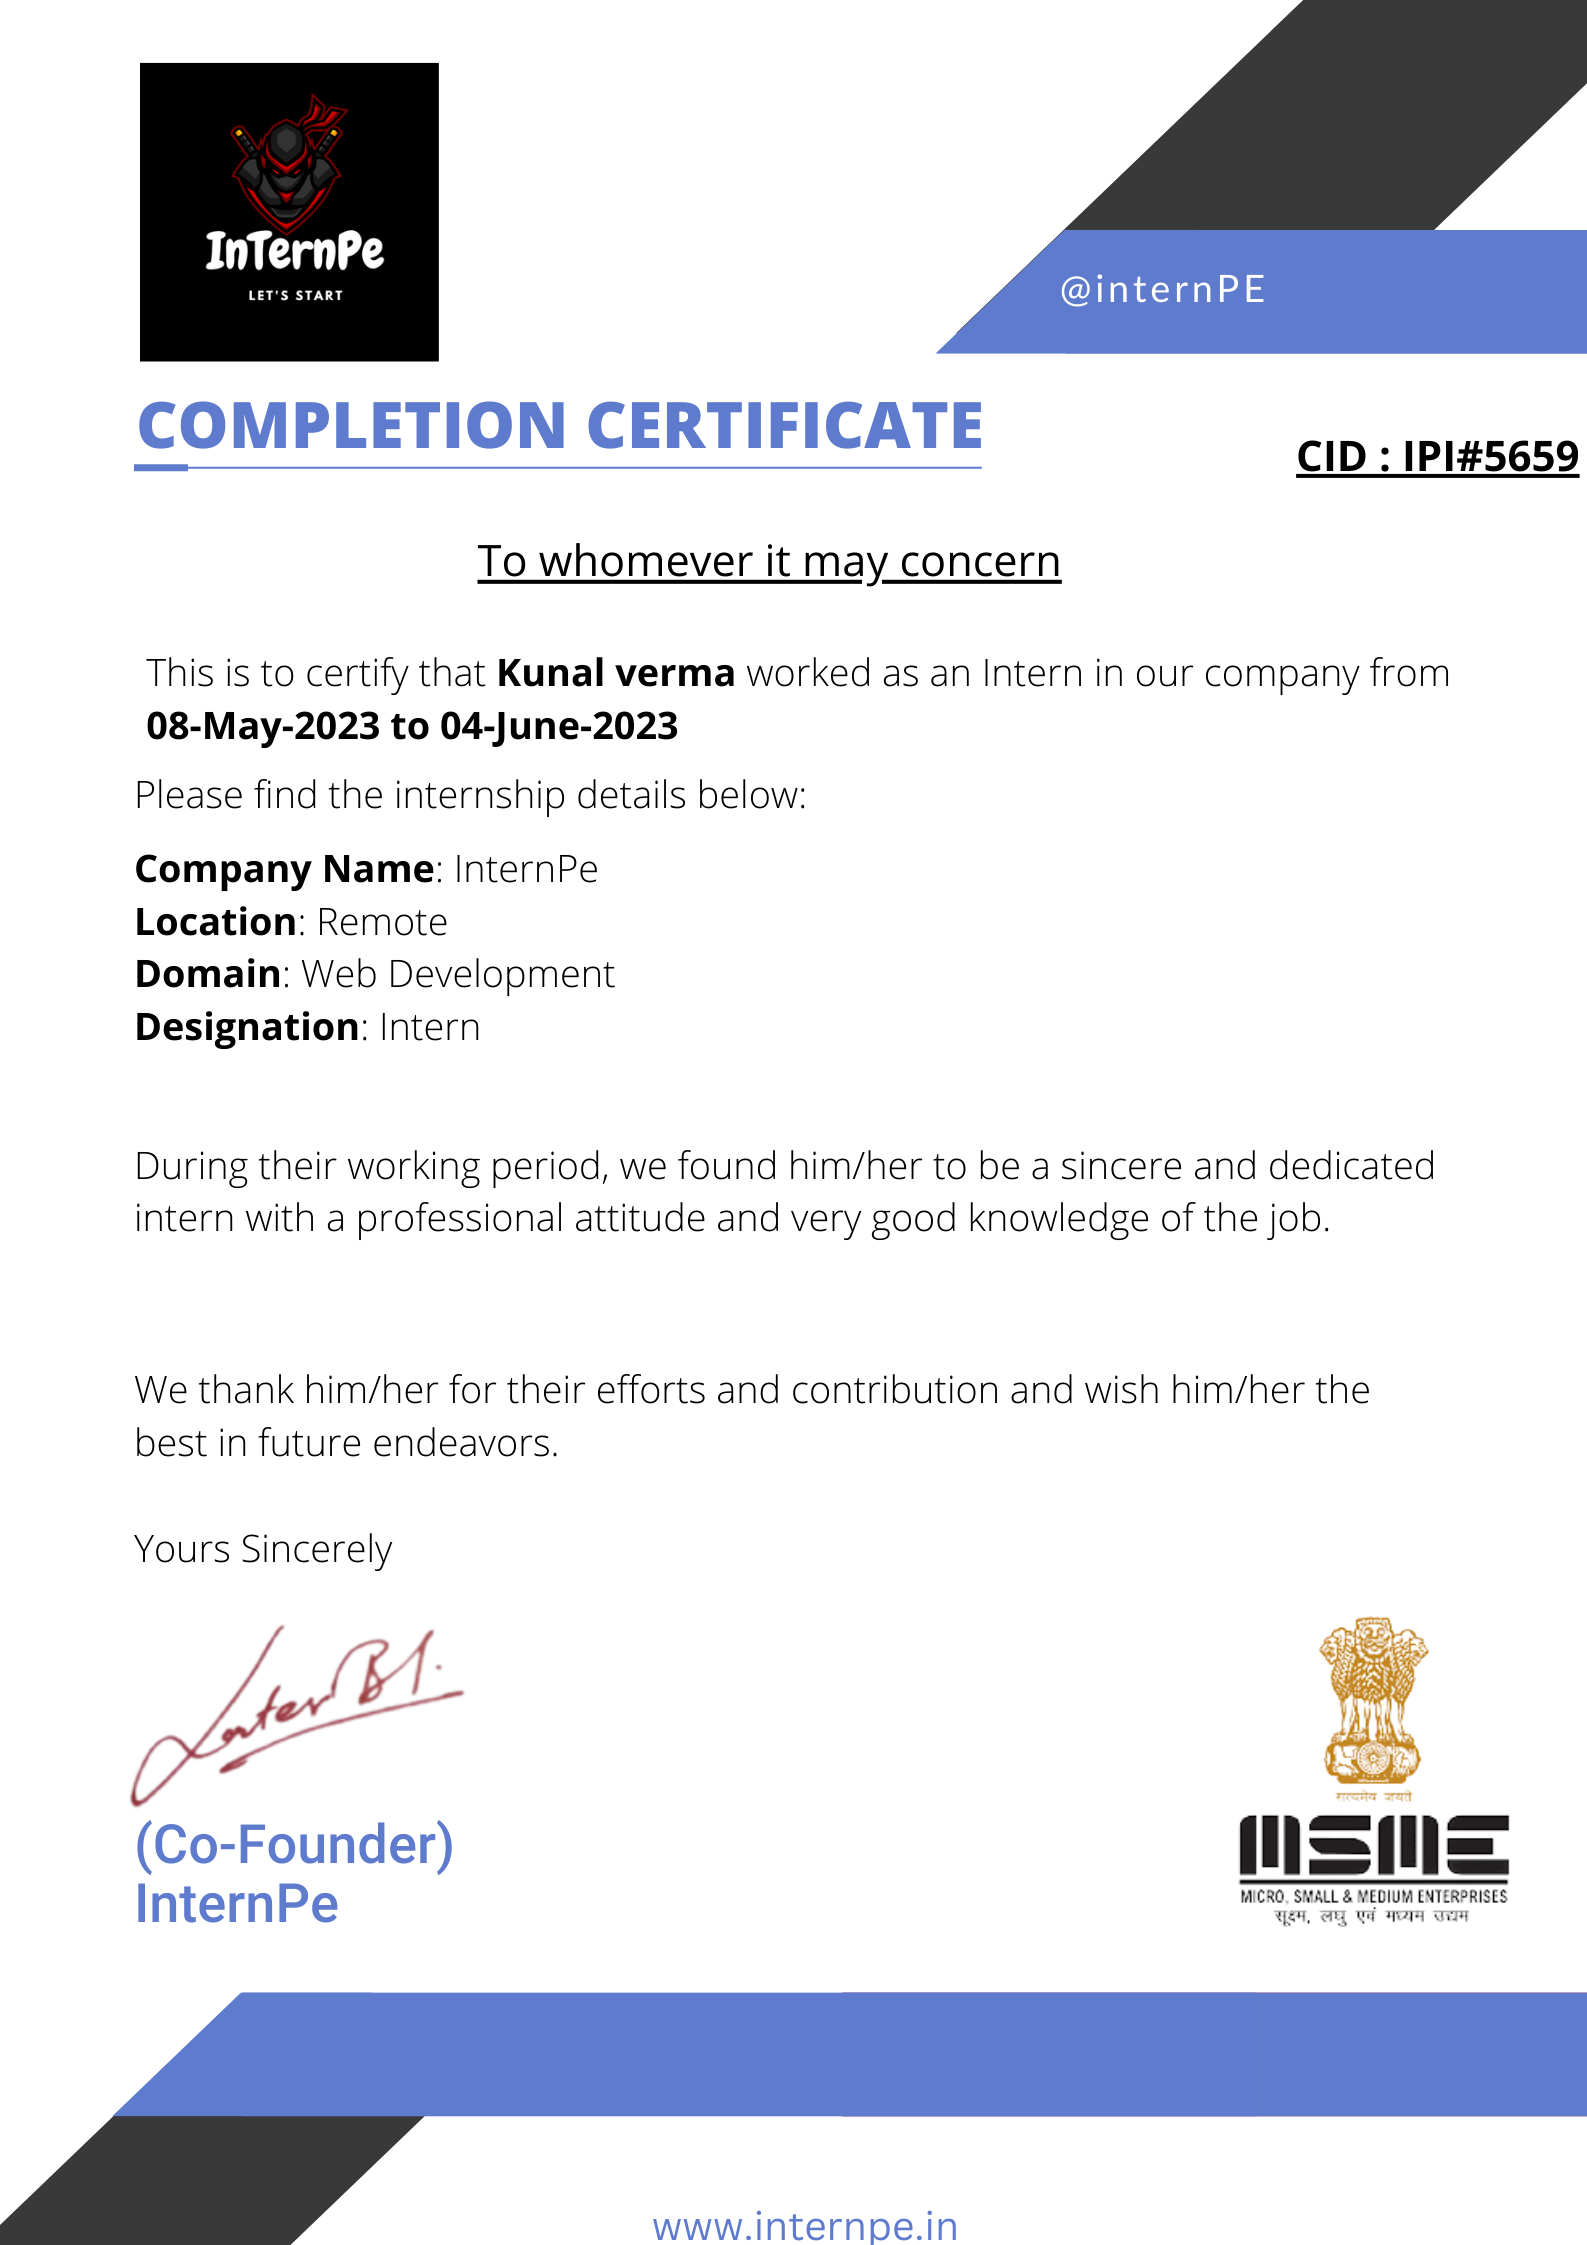 InTernPe
LET'S START
@internPE
COMPLETION CERTIFICATE
CID : IPI#5659
To whomever it may concern
This is to certify that Kunal verma worked as an Intern in our company from
08-May-2023 to 04-June-2023
Please find the internship details below:
Company Name: InternPe
Location: Remote
Domain: Web Development
Designation: Intern
During their working period, we found him/her to be a sincere and dedicated
intern with a professional attitude and very good knowledge of the job.
We thank him/her for their efforts and contribution and wish him/her the
best in future endeavors.
Yours Sincerely
(Co-Founder)
InternPe
सत्यमेव जयते
MSME
MICRO, SMALL & MEDIUM ENTERPRISES
सूक्ष्म, लघु एवं मध्यम उद्यम
www.internpe.in